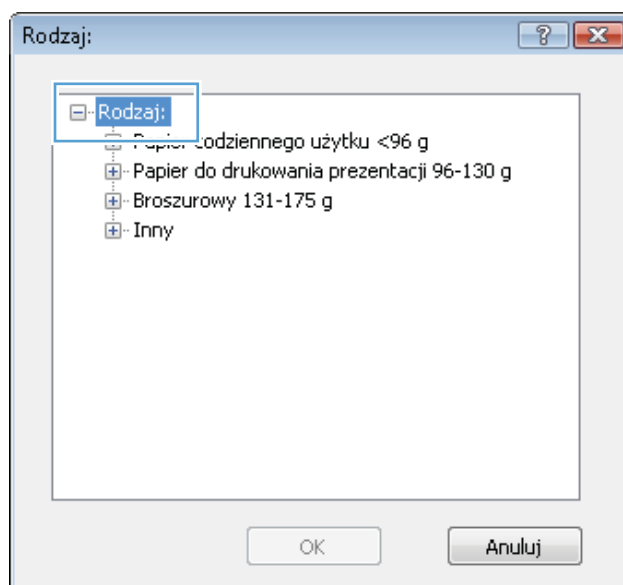 Rodzaj:
Rodzaj:
Papier codziennego użytku <96 g
Papier do drukowania prezentacji 96-130 g
Broszurowy 131-175 g
Inny
OK
Anuluj